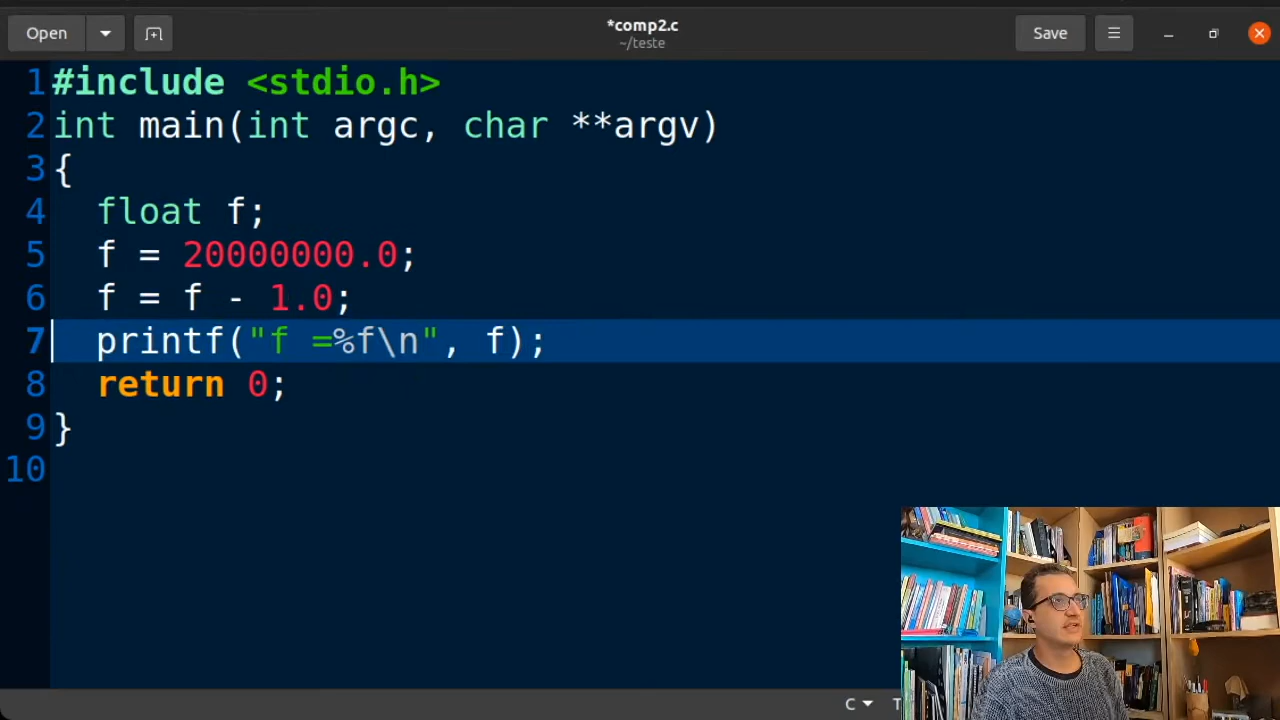 Open
*comp2.c
~/teste
Save
1 #include <stdio.h>
2 int main(int argc, char **argv)
3 {
4   float f;
5   f = 20000000.0;
6   f = f - 1.0;
7   printf("f =%f\n", f);
8   return 0;
9 }
10
C